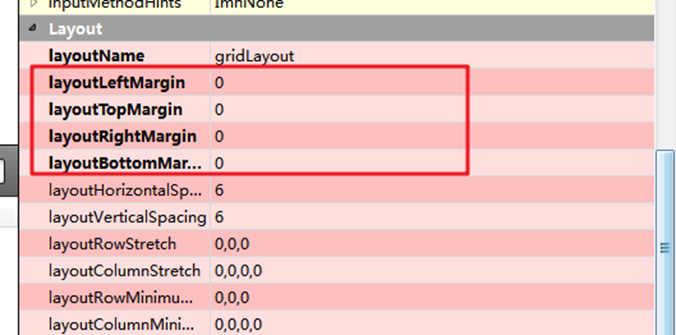 inputMethodHints ImhNone
Layout
layoutName gridLayout
layoutLeftMargin 0
layoutTopMargin 0
layoutRightMargin 0
layoutBottomMar... 0
layoutHorizontalSp... 6
layoutVerticalSpacing 6
layoutRowStretch 0,0,0
layoutColumnStretch 0,0,0,0
layoutRowMinimu... 0,0,0
layoutColumnMini... 0,0,0,0